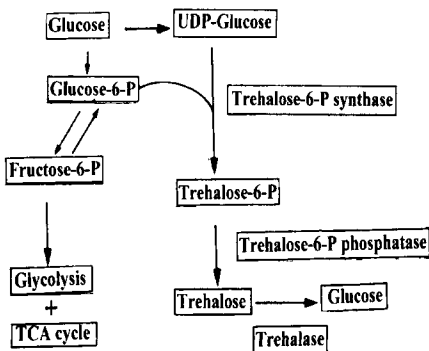 Glucose
UDP-Glucose
Glucose-6-P
Trehalose-6-P synthase
Fructose-6-P
Trehalose-6-P
Trehalose-6-P phosphatase
Glycolysis
+
TCA cycle
Trehalose
Glucose
Trehalase